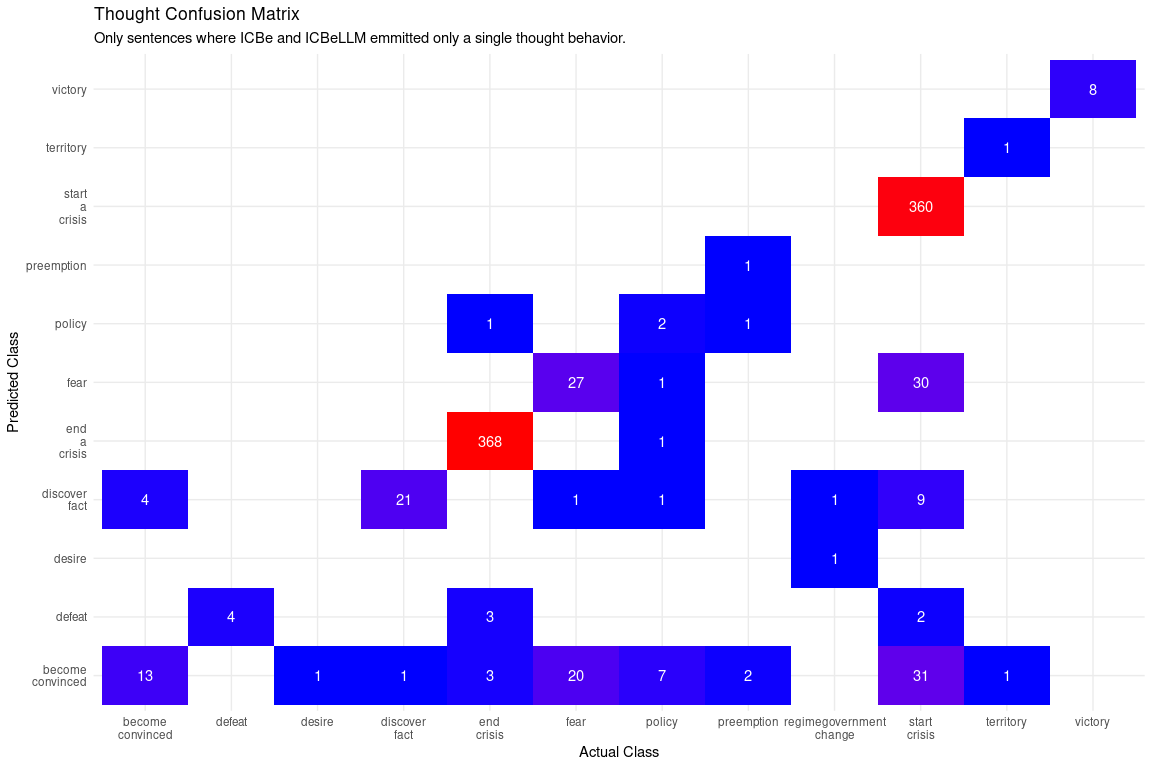 Thought Confusion Matrix
Only sentences where ICBe and ICBeLLM emmitted only a single thought behavior.
Predicted Class
victory
8
territory
1
start
a
crisis
360
preemption
1
policy
1 2 1
fear
27 1 30
end
a
crisis
368 1
discover
fact
4 21 1 1 1 9
desire
1
defeat
4 3 2
become
convinced
13 1 1 3 20 7 2 31 1
become defeat desire discover end fear policy preemption regimegovernment start territory victory
convinced fact crisis change crisis
Actual Class